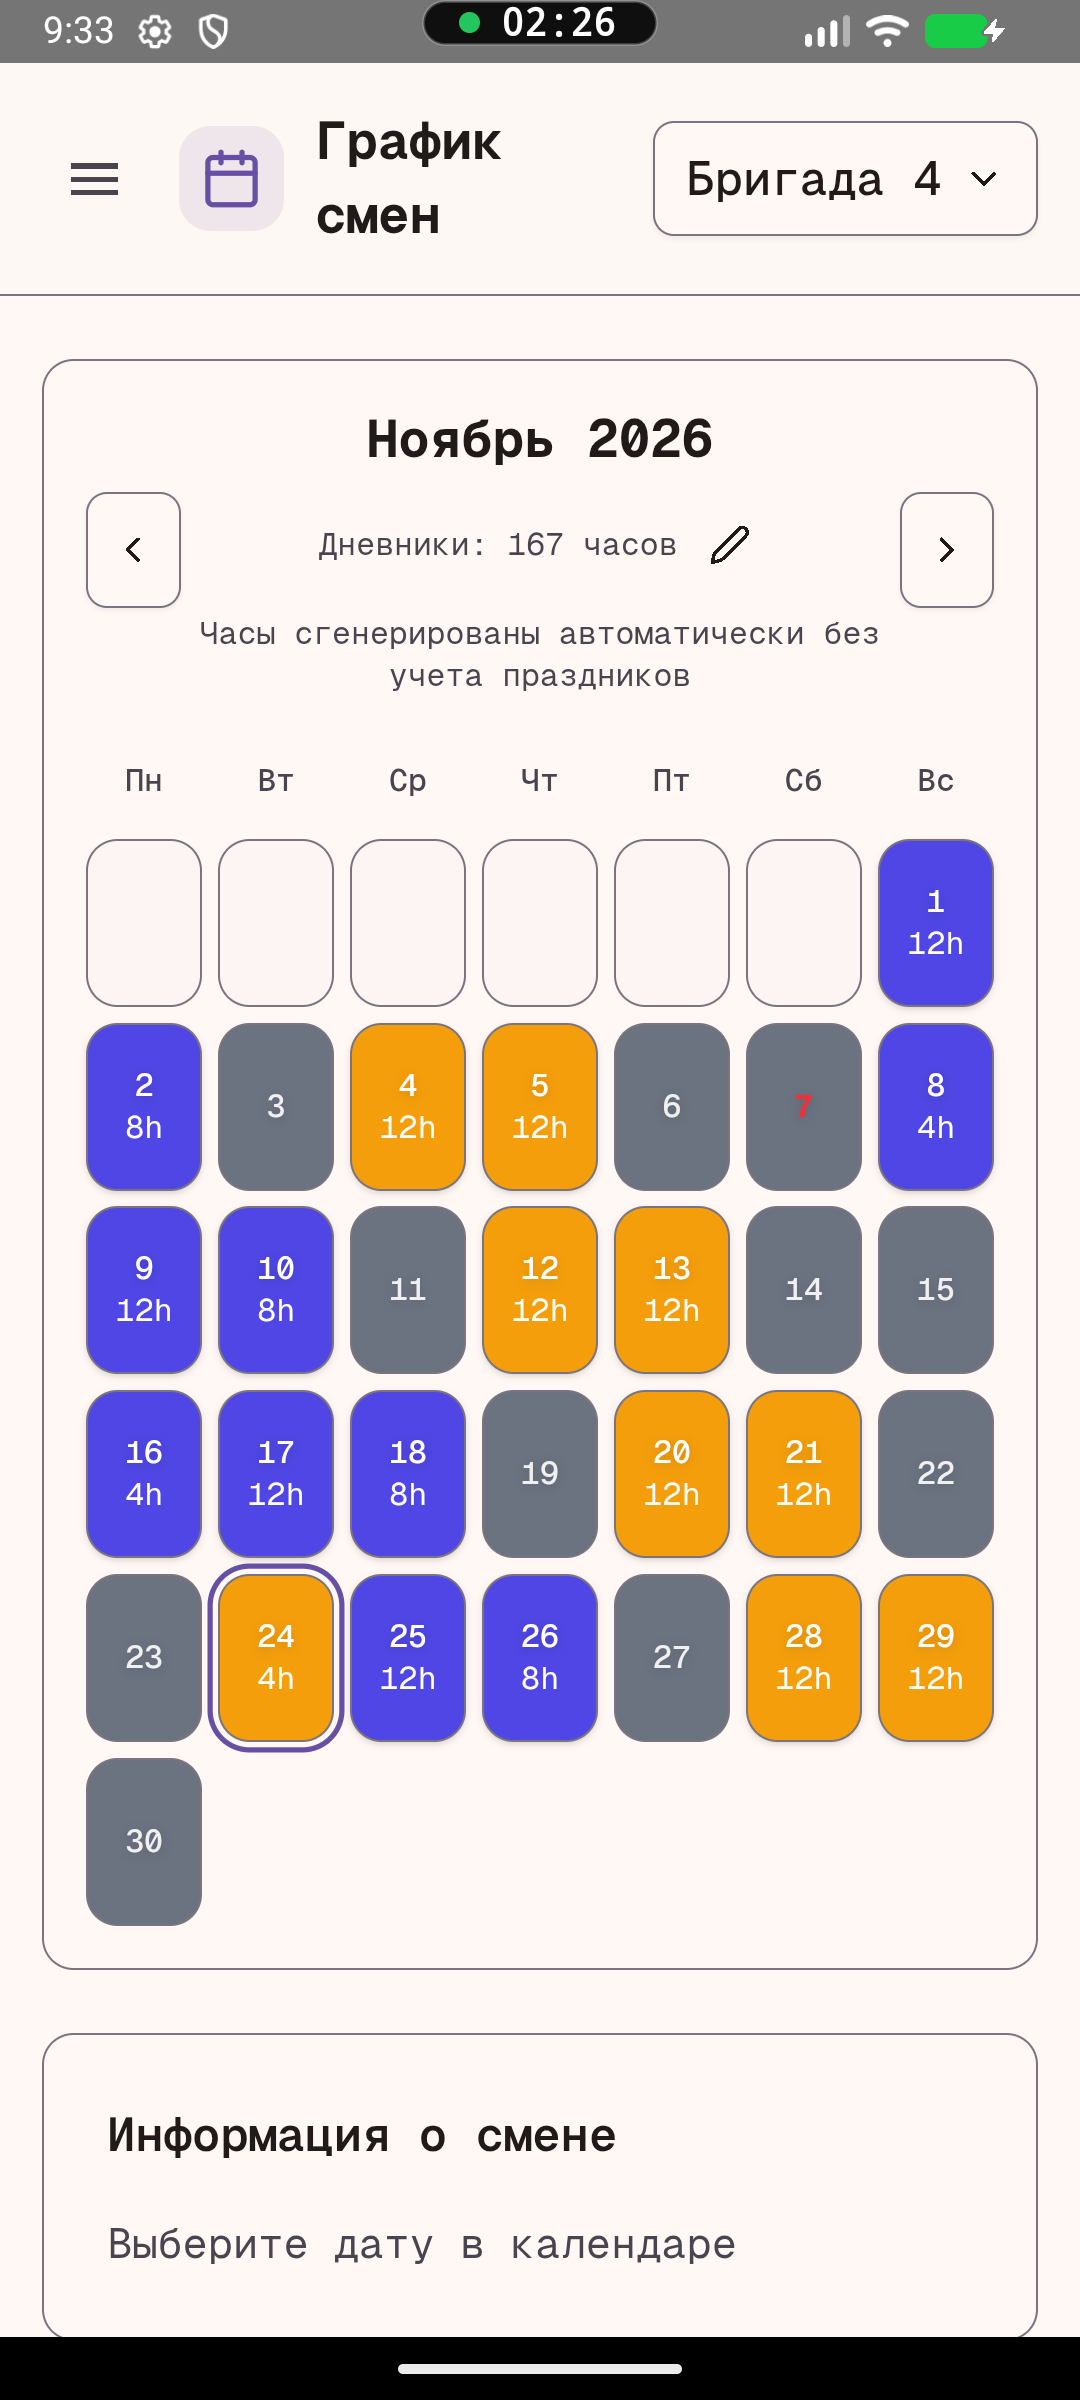 9:33
02:26
График
смен
Бригада 4
Ноябрь 2026
Дневники: 167 часов
Часы сгенерированы автоматически без
учета праздников
Пн Вт Ср Чт Пт Сб Вс
1
12h
2 3 4 5 6 7 8
8h 12h 12h 4h
9 10 11 12 13 14 15
12h 8h 12h 12h
16 17 18 19 20 21 22
4h 12h 8h 12h 12h
23 24 25 26 27 28 29
4h 12h 8h 12h 12h
30
Информация о смене
Выберите дату в календаре